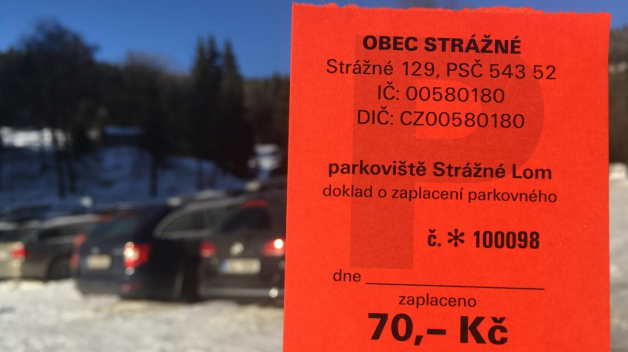 OBEC STRÁŽNÉ
Strážné 129, PSČ 543 52
IČ: 00580180
DIČ: CZ00580180
parkoviště Strážné Lom
doklad o zaplacení parkovného
č. * 100098
dne
zaplaceno
70,– Kč